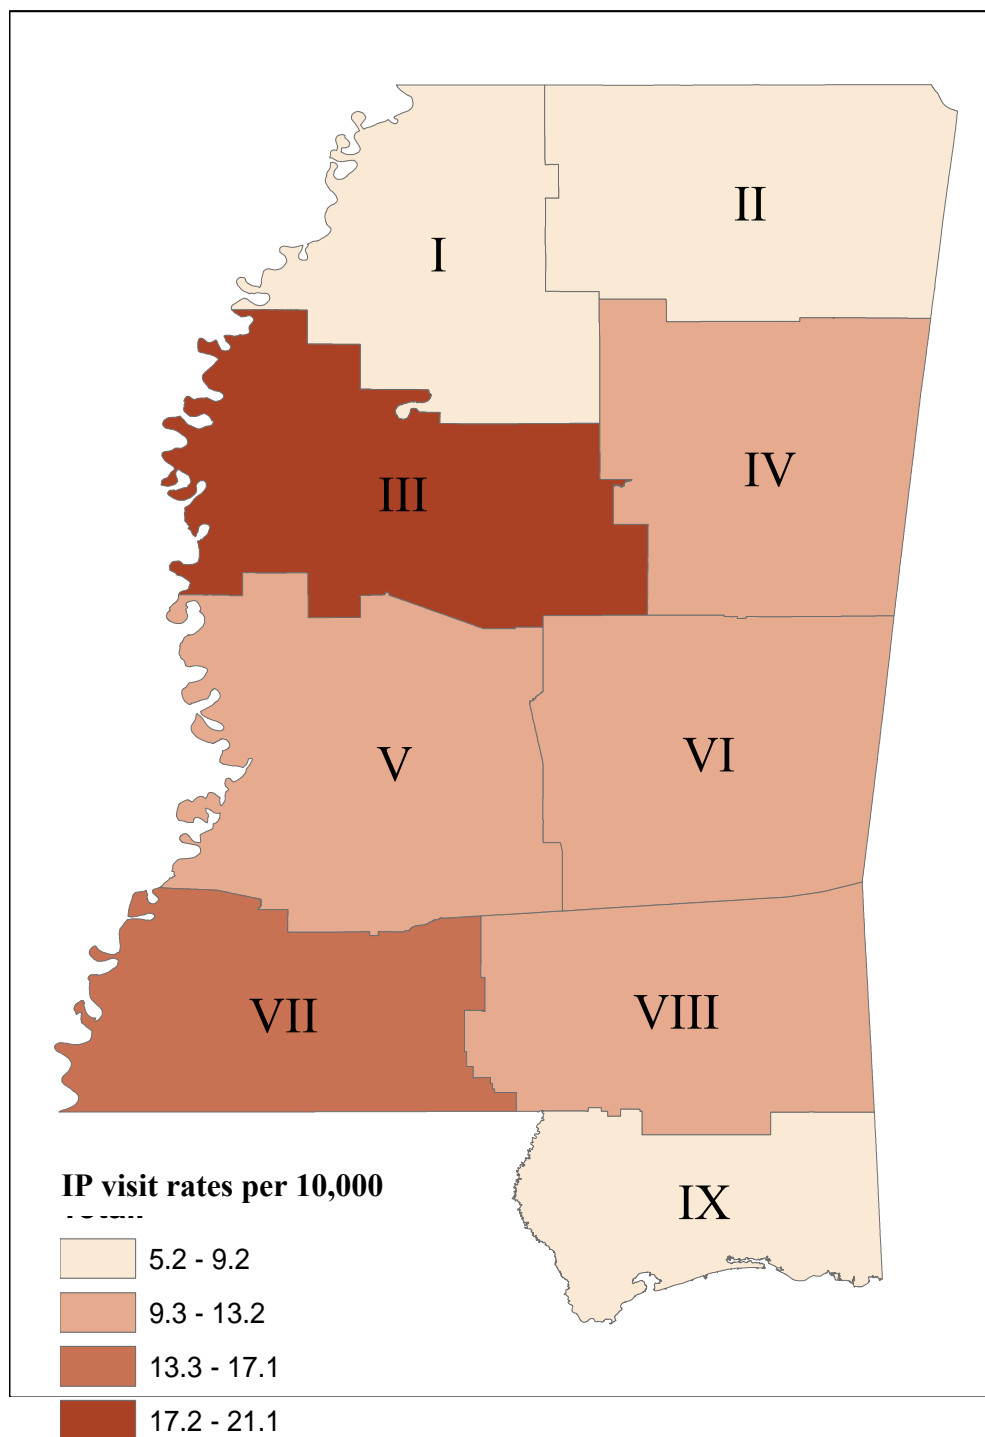 II
I
IV
III
VI
V
VIII
VII
IX
IP visit rates per 10,000
5.2 - 9.2
9.3 - 13.2
13.3 - 17.1
17.2 - 21.1